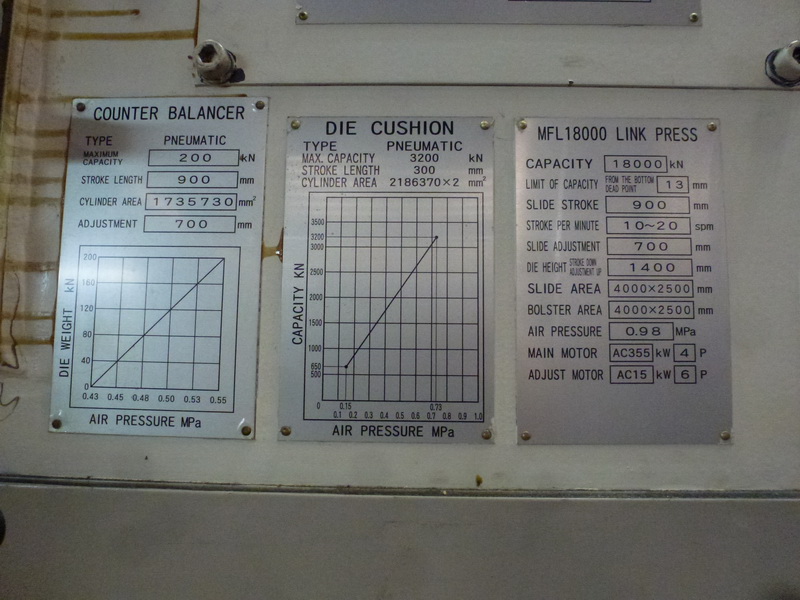 COUNTER BALANCER
TYPE PNEUMATIC
MAXIMUM CAPACITY 200 kN
STROKE LENGTH 900 mm
CYLINDER AREA 1735730 mm²
ADJUSTMENT 700 mm
DIE WEIGHT kN
200
160
120
80
40
0
0.43 0.45 0.48 0.50 0.53 0.55
AIR PRESSURE MPa
DIE CUSHION
TYPE PNEUMATIC
MAX. CAPACITY 3200 kN
STROKE LENGTH 300 mm
CYLINDER AREA 2186370×2 mm²
CAPACITY KN
3500
3200
3000
2500
2000
1500
1000
650
500
0
0.15 0.73
0.1 0.2 0.3 0.4 0.5 0.6 0.7 0.8 0.9 1.0
AIR PRESSURE MPa
MFL18000 LINK PRESS
CAPACITY 18000 kN
LIMIT OF CAPACITY FROM THE BOTTOM DEAD POINT 13 mm
SLIDE STROKE 900 mm
STROKE PER MINUTE 10~20 spm
SLIDE ADJUSTMENT 700 mm
DIE HEIGHT STROKE DOWN ADJUSTMENT UP 1400 mm
SLIDE AREA 4000×2500 mm
BOLSTER AREA 4000×2500 mm
AIR PRESSURE 0.98 MPa
MAIN MOTOR AC355 kW 4 P
ADJUST MOTOR AC15 kW 6 P